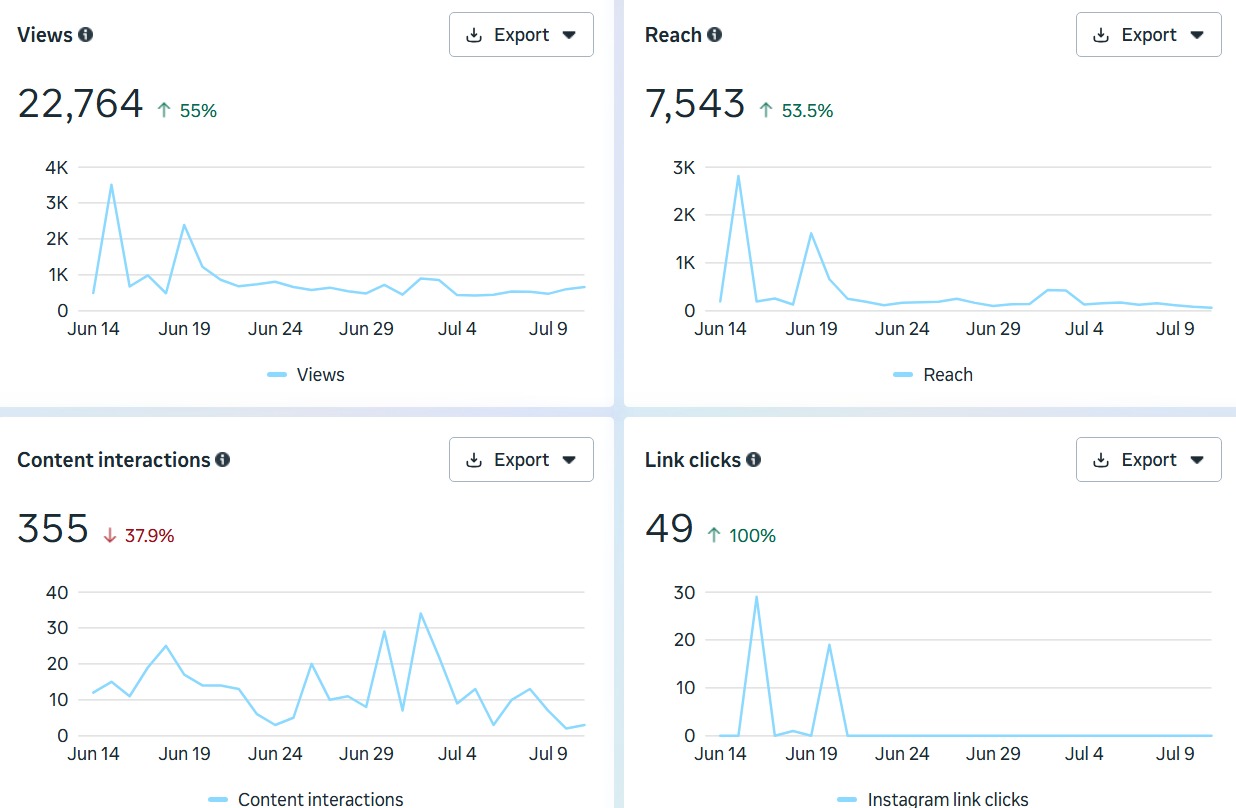 Views
Export
22,764 ↑ 55%
4K
3K
2K
1K
0
Jun 14 Jun 19 Jun 24 Jun 29 Jul 4 Jul 9
Views
Reach
Export
7,543 ↑ 53.5%
3K
2K
1K
0
Jun 14 Jun 19 Jun 24 Jun 29 Jul 4 Jul 9
Reach
Content interactions
Export
355 ↓ 37.9%
40
30
20
10
0
Jun 14 Jun 19 Jun 24 Jun 29 Jul 4 Jul 9
Content interactions
Link clicks
Export
49 ↑ 100%
30
20
10
0
Jun 14 Jun 19 Jun 24 Jun 29 Jul 4 Jul 9
Instagram link clicks